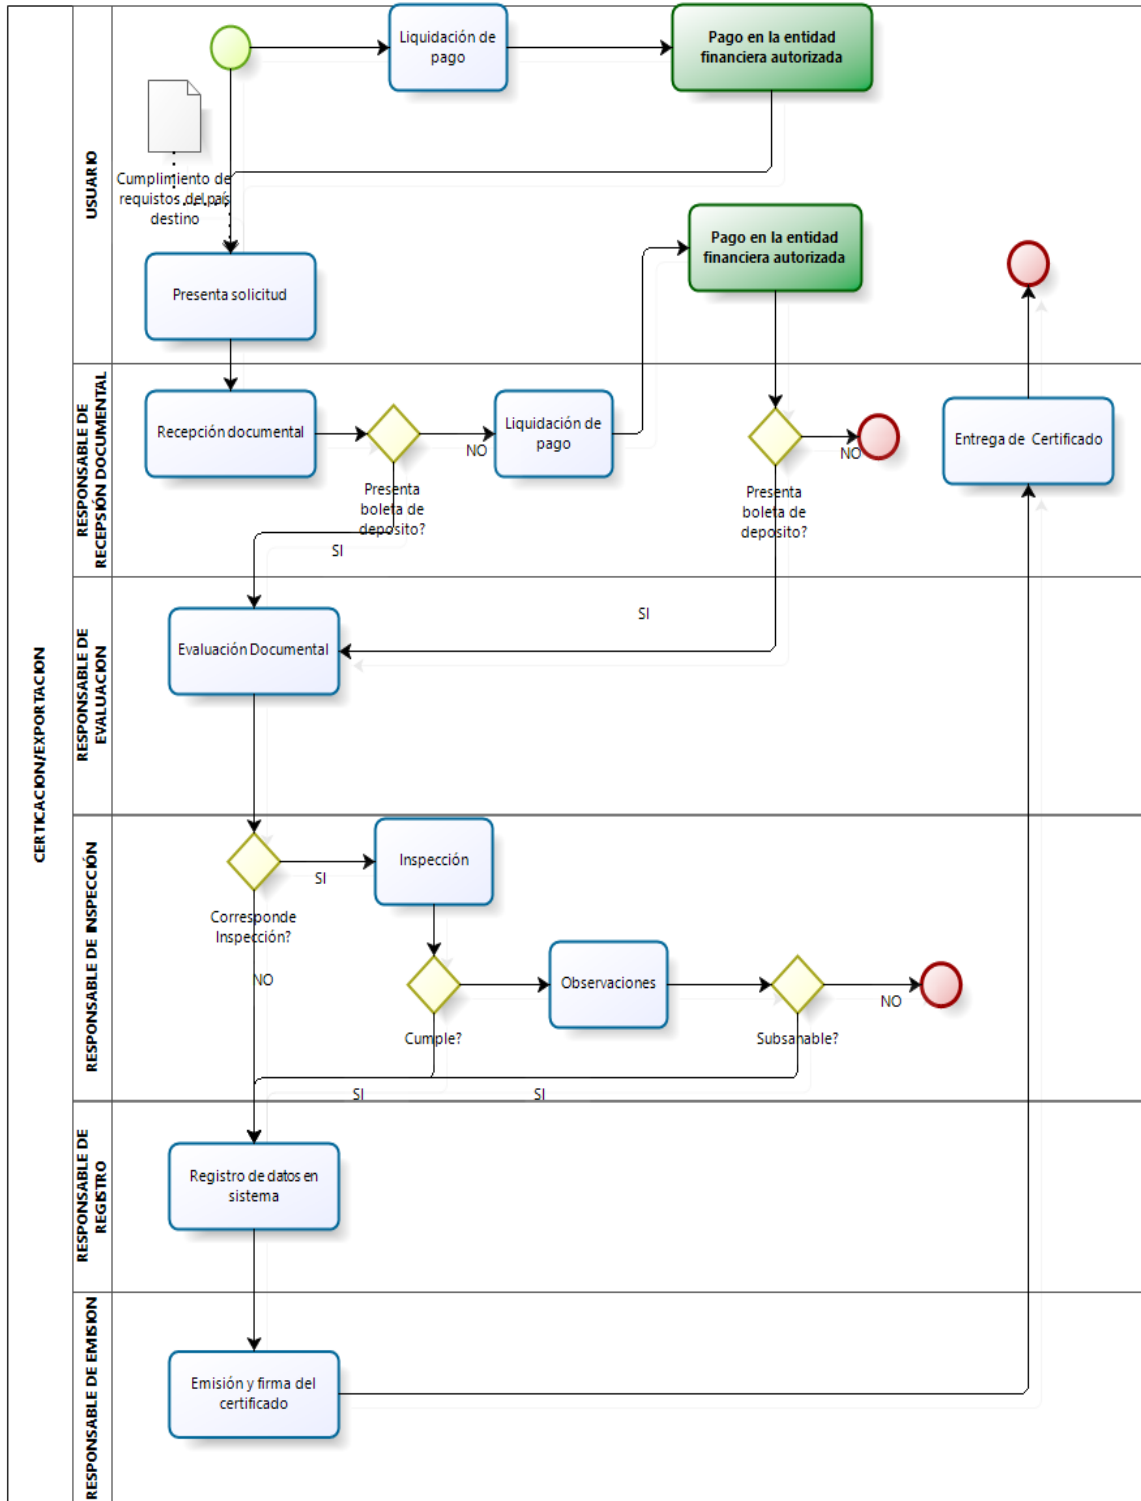 CERTICACION/EXPORTACION
USUARIO
Liquidación de
pago
Pago en la entidad
financiera autorizada
Cumplimiento de
requistos del país
destino
Presenta solicitud
Pago en la entidad
financiera autorizada
RESPONSABLE DE
RECEPSIÓN DOCUMENTAL
Recepción documental
NO
Liquidación de
pago
NO
Entrega de Certificado
Presenta
boleta de
deposito?
Presenta
boleta de
deposito?
SI
RESPONSABLE DE
EVALUACION
SI
Evaluación Documental
RESPONSABLE DE INSPECCIÓN
Inspección
SI
Corresponde
Inspección?
NO
Observaciones
NO
Cumple?
Subsanable?
SI
SI
RESPONSABLE DE
REGISTRO
Registro de datos en
sistema
RESPONSABLE DE EMISION
Emisión y firma del
certificado